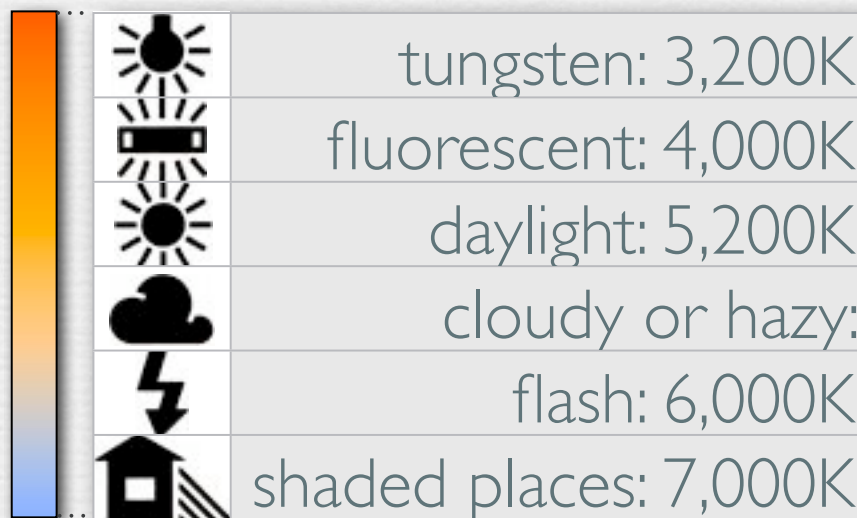 tungsten: 3,200K
fluorescent: 4,000K
daylight: 5,200K
cloudy or hazy:
flash: 6,000K
shaded places: 7,000K